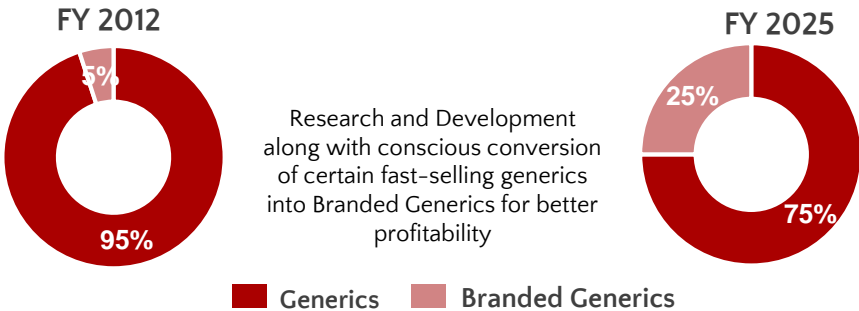 FY 2012
FY 2025
5%
95%
Research and Development
along with conscious conversion
of certain fast-selling generics
into Branded Generics for better
profitability
25%
75%
Generics
Branded Generics